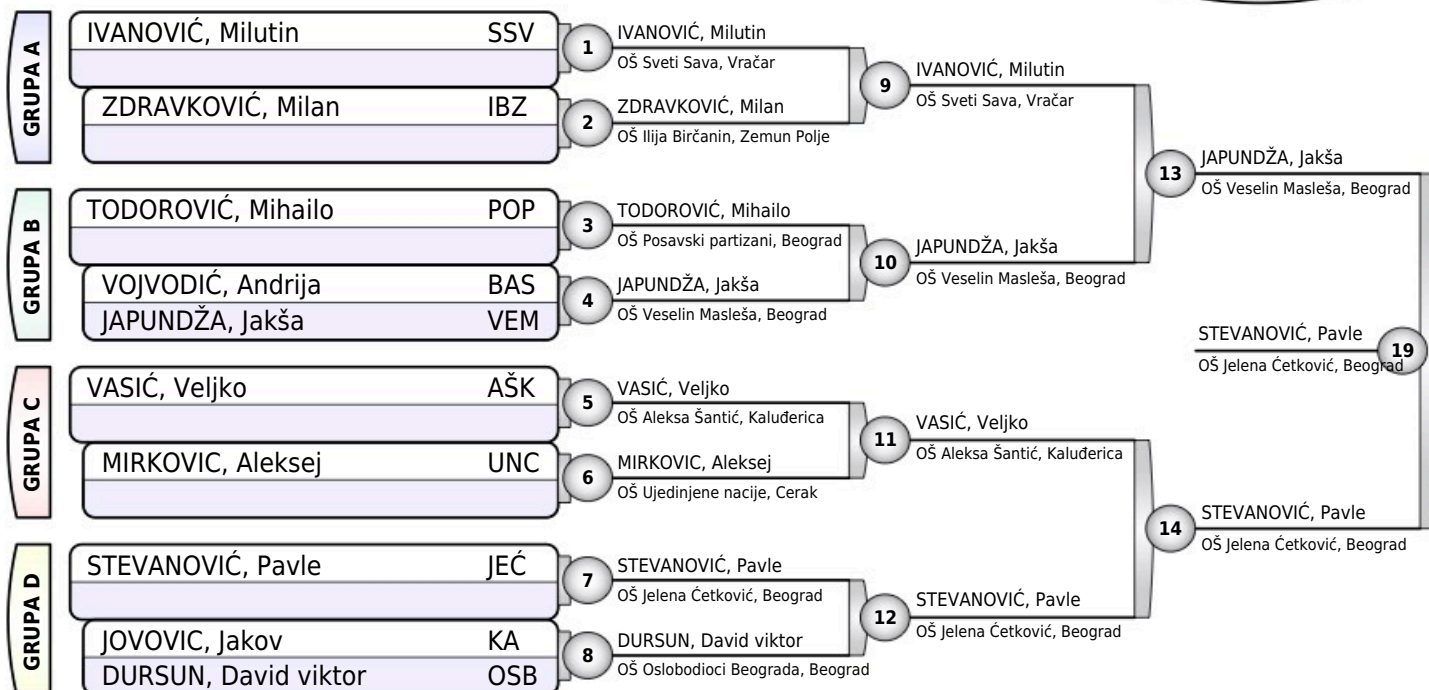 GRUPA A
IVANOVIĆ, Milutin SSV
ZDRAVKOVIĆ, Milan IBZ
GRUPA B
TODOROVIĆ, Mihailo POP
VOJVODIĆ, Andrija BAS
JAPUNDŽA, Jakša VEM
GRUPA C
VASIĆ, Veljko AŠK
MIRKOVIC, Aleksej UNC
GRUPA D
STEVANOVIĆ, Pavle JEĆ
JOVOVIC, Jakov KA
DURSUN, David viktor OSB
1
IVANOVIĆ, Milutin
OŠ Sveti Sava, Vračar
2
ZDRAVKOVIĆ, Milan
OŠ Ilija Birčanin, Zemun Polje
3
TODOROVIĆ, Mihailo
OŠ Posavski partizani, Beograd
4
JAPUNDŽA, Jakša
OŠ Veselin Masleša, Beograd
5
VASIĆ, Veljko
OŠ Aleksa Šantić, Kaluđerica
6
MIRKOVIC, Aleksej
OŠ Ujedinjene nacije, Cerak
7
STEVANOVIĆ, Pavle
OŠ Jelena Ćetković, Beograd
8
DURSUN, David viktor
OŠ Oslobodioci Beograda, Beograd
9
IVANOVIĆ, Milutin
OŠ Sveti Sava, Vračar
10
JAPUNDŽA, Jakša
OŠ Veselin Masleša, Beograd
11
VASIĆ, Veljko
OŠ Aleksa Šantić, Kaluđerica
12
STEVANOVIĆ, Pavle
OŠ Jelena Ćetković, Beograd
13
JAPUNDŽA, Jakša
OŠ Veselin Masleša, Beograd
14
STEVANOVIĆ, Pavle
OŠ Jelena Ćetković, Beograd
STEVANOVIĆ, Pavle
OŠ Jelena Ćetković, Beograd
19